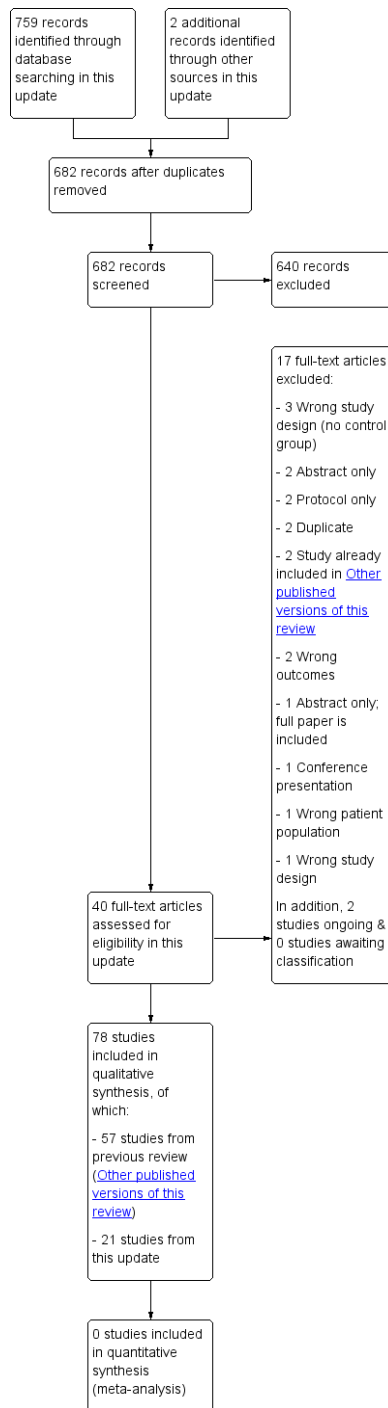 759 records
identified through
database
searching in this
update
2 additional
records identified
through other
sources in this
update
682 records after duplicates
removed
682 records
screened
640 records
excluded
17 full-text articles
excluded:
- 3 Wrong study
design (no control
group)
- 2 Abstract only
- 2 Protocol only
- 2 Duplicate
- 2 Study already
included in Other
published
versions of this
review
- 2 Wrong
outcomes
- 1 Abstract only;
full paper is
included
- 1 Conference
presentation
- 1 Wrong patient
population
- 1 Wrong study
design
In addition, 2
studies ongoing &
0 studies awaiting
classification
40 full-text articles
assessed for
eligibility in this
update
78 studies
included in
qualitative
synthesis, of
which:
- 57 studies from
previous review
(Other published
versions of this
review)
- 21 studies from
this update
0 studies included
in quantitative
synthesis
(meta-analysis)